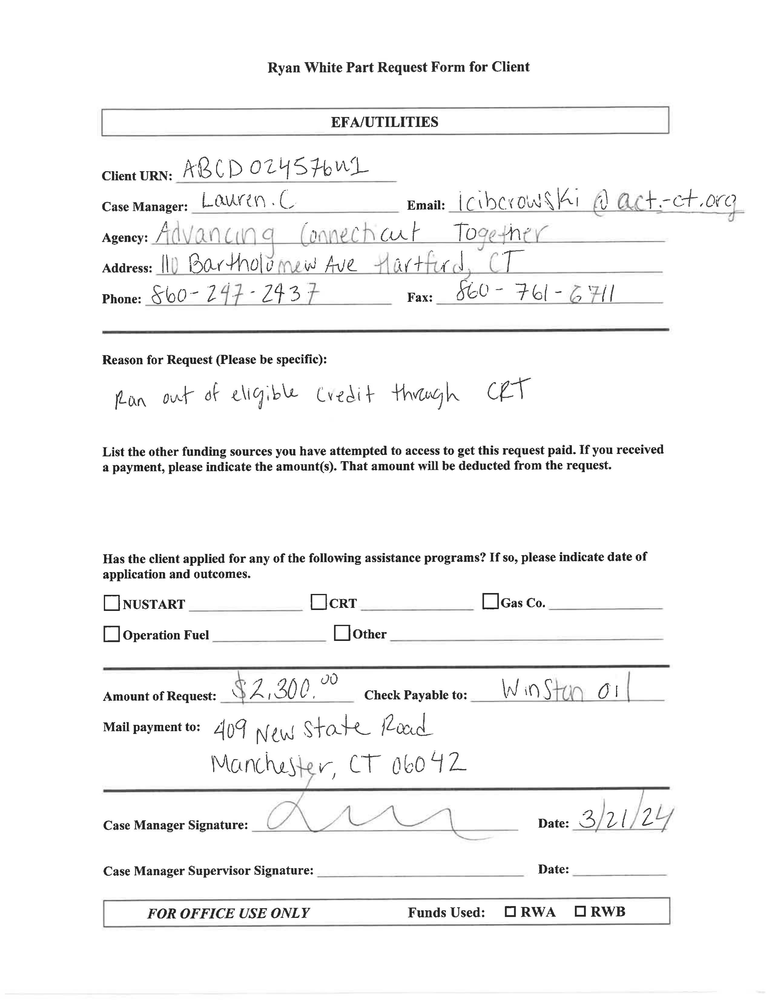 Ryan White Part Request Form for Client
EFA/UTILITIES
Client URN: ABCD024576U1
Case Manager: Lauren.C Email: lciberowski@act-ct.org
Agency: Advancing Connecticut Together
Address: 110 Bartholomew Ave Hartford, CT
Phone: 860-247-2437 Fax: 860-761-6711
Reason for Request (Please be specific):
Ran out of eligible credit through CRT
List the other funding sources you have attempted to access to get this request paid. If you received
a payment, please indicate the amount(s). That amount will be deducted from the request.
Has the client applied for any of the following assistance programs? If so, please indicate date of
application and outcomes.
☐ NUSTART ☐ CRT ☐ Gas Co.
☐ Operation Fuel ☐ Other
Amount of Request: $2,300.00 Check Payable to: Winston Oil
Mail payment to: 409 New State Road
Manchester, CT 06042
Case Manager Signature: Date: 3/21/24
Case Manager Supervisor Signature: Date:
FOR OFFICE USE ONLY Funds Used: ☐ RWA ☐ RWB